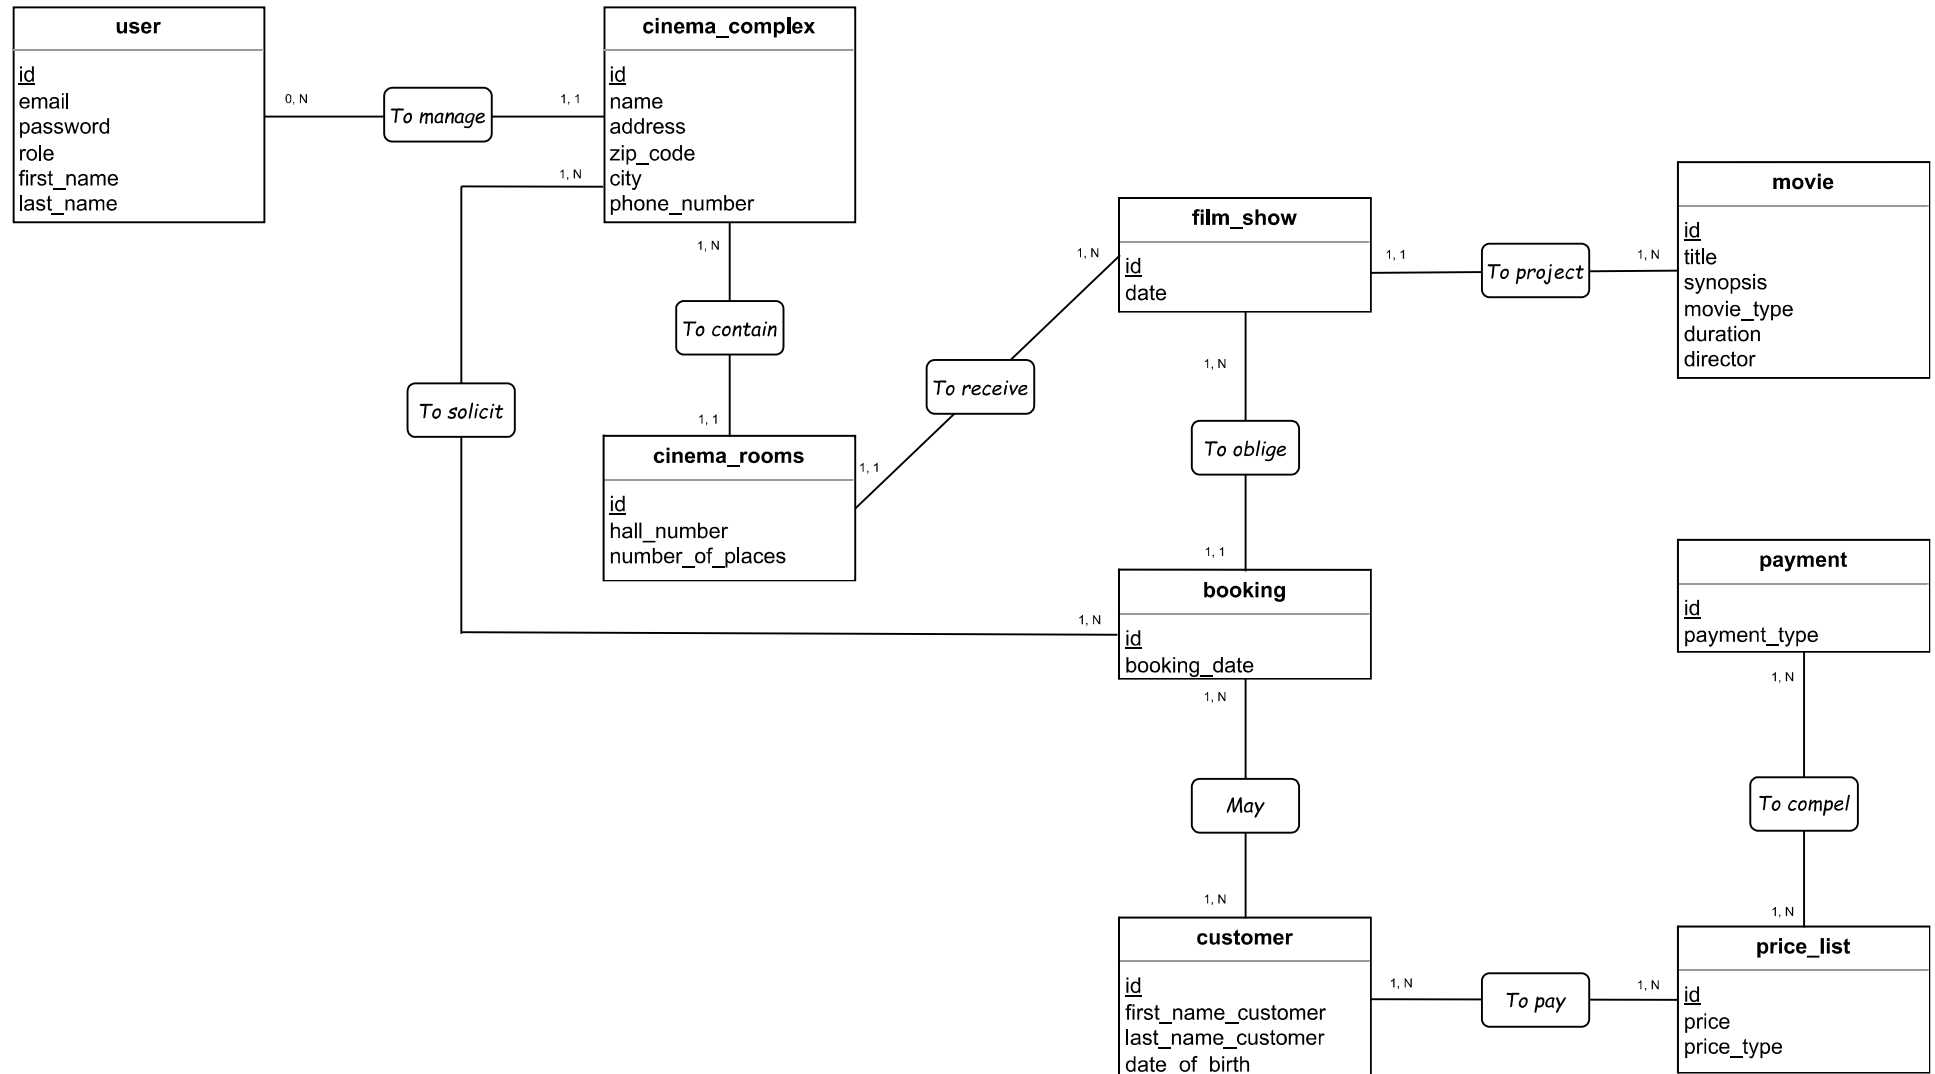 user
id
email
password
role
first_name
last_name
0, N
To manage
1, 1
cinema_complex
id
name
address
zip_code
city
phone_number
1, N
1, N
To contain
1, 1
To solicit
cinema_rooms
id
hall_number
number_of_places
1, 1
To receive
1, N
film_show
id
date
1, 1
To project
1, N
movie
id
title
synopsis
movie_type
duration
director
1, N
To oblige
1, 1
1, N
booking
id
booking_date
1, N
May
1, N
customer
id
first_name_customer
last_name_customer
date_of_birth
1, N
To pay
1, N
payment
id
payment_type
1, N
To compel
1, N
price_list
id
price
price_type